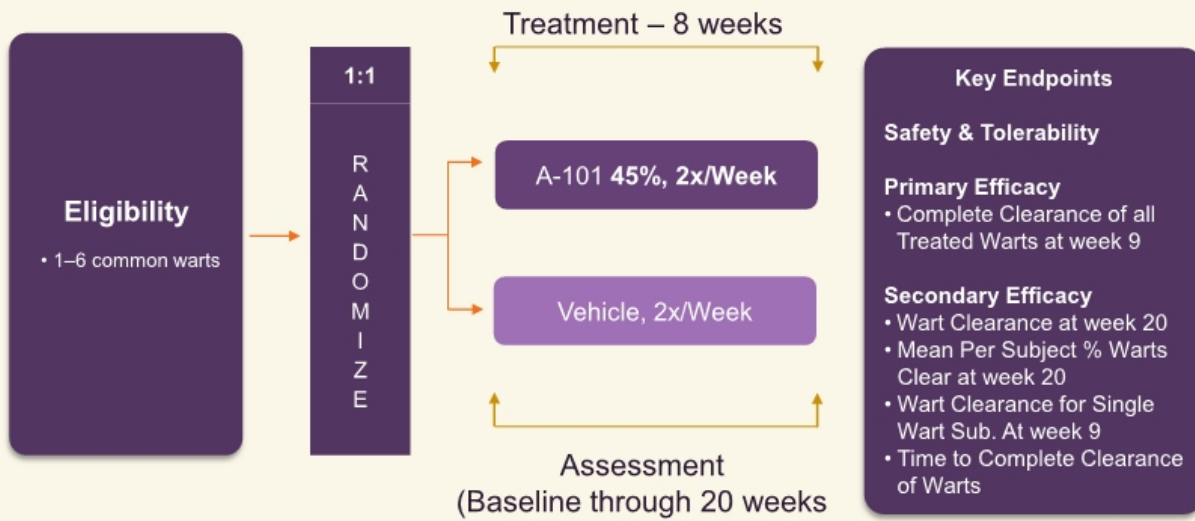 Treatment – 8 weeks
Eligibility
• 1–6 common warts
1:1
R
A
N
D
O
M
I
Z
E
A-101 45%, 2x/Week
Vehicle, 2x/Week
Assessment
(Baseline through 20 weeks
Key Endpoints
Safety & Tolerability
Primary Efficacy
• Complete Clearance of all
Treated Warts at week 9
Secondary Efficacy
• Wart Clearance at week 20
• Mean Per Subject % Warts
Clear at week 20
• Wart Clearance for Single
Wart Sub. At week 9
• Time to Complete Clearance
of Warts